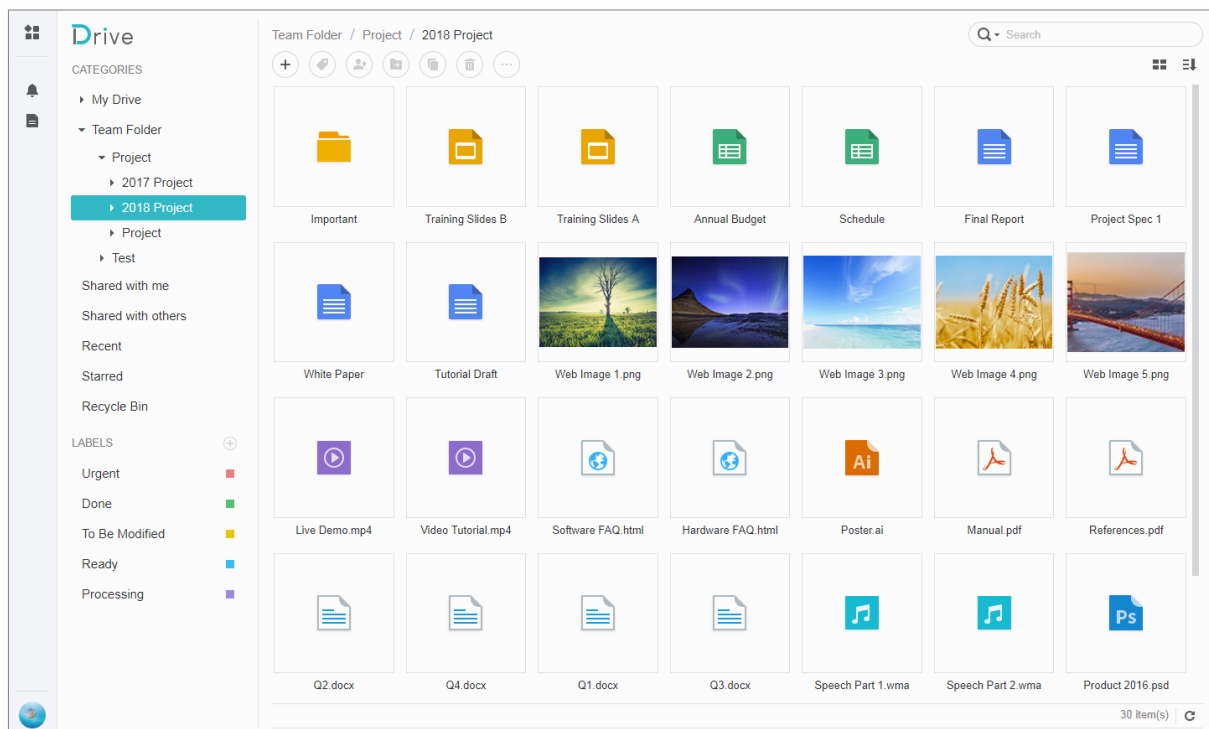 Drive
CATEGORIES
My Drive
Team Folder
Project
2017 Project
2018 Project
Project
Test
Shared with me
Shared with others
Recent
Starred
Recycle Bin
LABELS
Urgent
Done
To Be Modified
Ready
Processing
Team Folder / Project / 2018 Project
Search
Important Training Slides B Training Slides A Annual Budget Schedule Final Report Project Spec 1
White Paper Tutorial Draft Web Image 1.png Web Image 2.png Web Image 3.png Web Image 4.png Web Image 5.png
Ai
Live Demo.mp4 Video Tutorial.mp4 Software FAQ.html Hardware FAQ.html Poster.ai Manual.pdf References.pdf
Ps
Q2.docx Q4.docx Q1.docx Q3.docx Speech Part 1.wma Speech Part 2.wma Product 2016.psd
30 item(s)